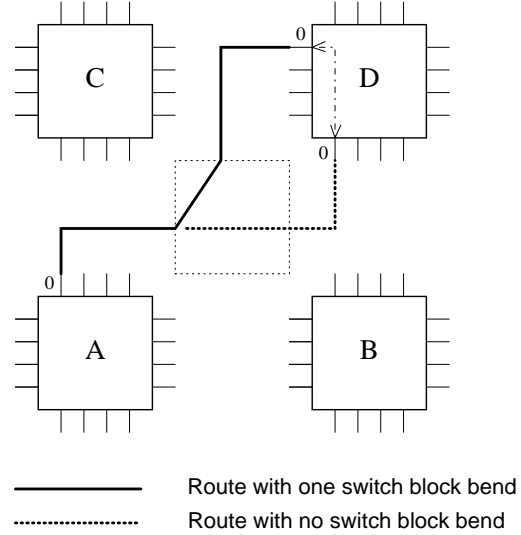 0
C
D
0
0
A
B
Route with one switch block bend
Route with no switch block bend